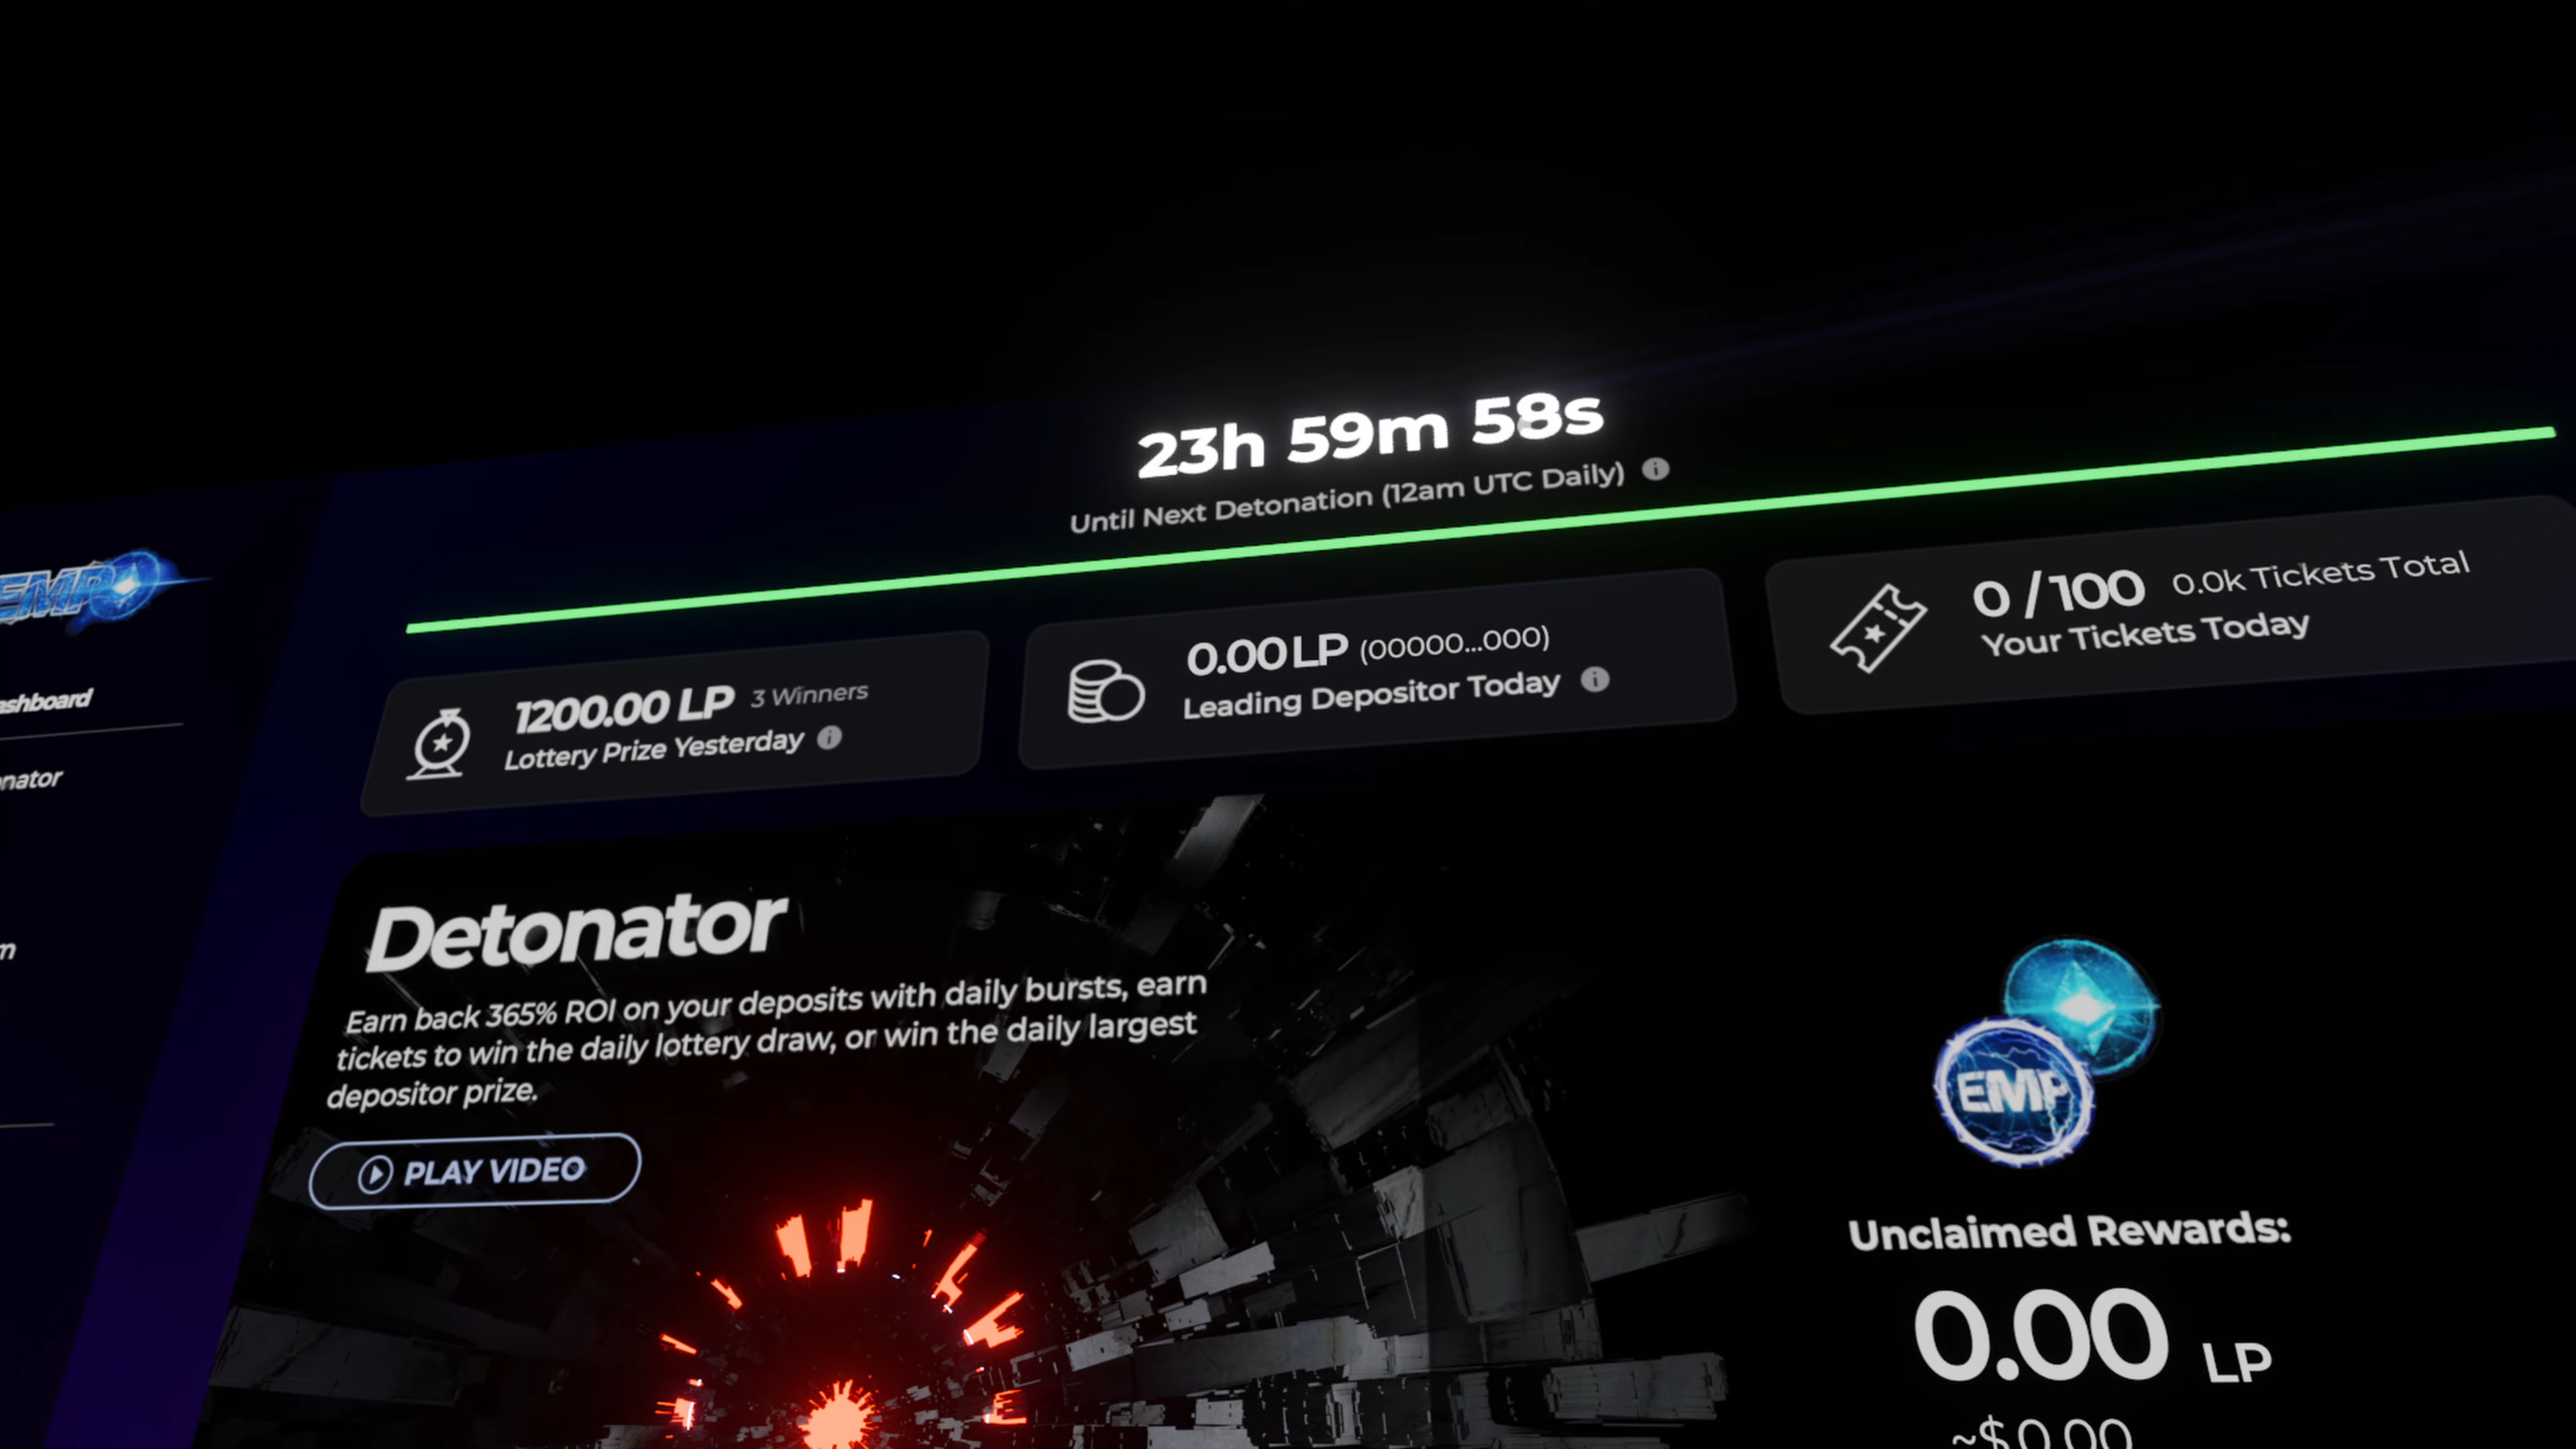 23h 59m 58s
Until Next Detonation (12am UTC Daily)
EMP
ashboard
nator
m
1200.00 LP 3 Winners
Lottery Prize Yesterday
0.00 LP (00000...000)
Leading Depositor Today
0 / 100 0.0k Tickets Total
Your Tickets Today
Detonator
Earn back 365% ROI on your deposits with daily bursts, earn
tickets to win the daily lottery draw, or win the daily largest
depositor prize.
PLAY VIDEO
EMP
Unclaimed Rewards:
0.00 LP
~$0.00